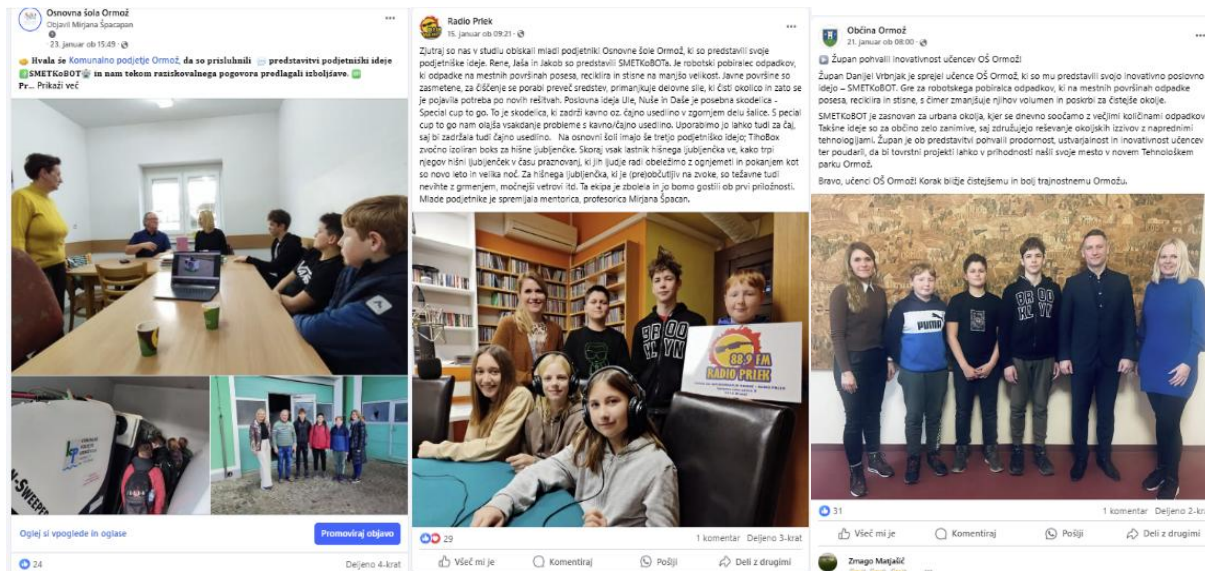 Osnovna šola Ormož
Objavil Mirjana Špacapan
23. januar ob 15:49
Hvala še Komunalno podjetje Ormož, da so prisluhnili predstavitvi podjetniški ideje
SMETKoBOT in nam tekom raziskovalnega pogovora predlagali izboljšave.
Pr... Prikaži več
N-SWEEPER
Oglej si vpoglede in oglase
Promoviraj objavo
24
Deljeno 4-krat
Radio Prlek
15. januar ob 09:21
Zjutraj so nas v studiu obiskali mladi podjetniki Osnovne šole Ormož, ki so predstavili svoje
podjetniške ideje. Rene, Jaša in Jakob so predstavili SMETKoBOTa. Je robotski pobiralec odpadkov,
ki odpadke na mestnih površinah posesa, reciklira in stisne na manjšo velikost. Javne površine so
zasmetene, za čiščenje se porabi preveč sredstev, primanjkuje delovne sile, ki čisti okolico in zato se
je pojavila potreba po novih rešitvah. Poslovna ideja Ule, Nuše in Daše je posebna skodelica -
Special cup to go. To je skodelica, ki zadrži kavno oz. čajno usedlino v zgornjem delu šalice. S pecial
cup to go nam olajša vsakdanje probleme s kavno/čajno usedlino. Uporabimo jo lahko tudi za čaj,
saj bi zadržala tudi čajno usedlino. Na osnovni šoli imajo še tretjo podjetniško idejo; TihoBox
zvočno izoliran boks za hišne ljubljenčke. Skoraj vsak lastnik hišnega ljubljenčka ve, kako trpi
njegov hišni ljubljenček v času praznovanj, ki jih ljudje radi obeležimo z ognjemeti in pokanjem kot
so novo leto in velika noč. Za hišnega ljubljenčka, ki je (pre)občutljiv na zvoke, so težavne tudi
nevihte z grmenjem, močnejši vetrovi itd. Ta ekipa je zbolela in jo bomo gostili ob prvi priložnosti.
Mlade podjetnike je spremljala mentorica, profesorica Mirjana Špacan.
BROO
KLYN
88.9 FM
RADIO PRLEK
29
1 komentar Deljeno 3-krat
Všeč mi je
Komentiraj
Pošlji
Deli z drugimi
Občina Ormož
21. januar ob 08:00
Župan pohvalil inovativnost učencev OŠ Ormož!
Župan Danijel Vrbnjak je sprejel učence OŠ Ormož, ki so mu predstavili svojo inovativno poslovno
idejo – SMETKoBOT. Gre za robotskega pobiralca odpadkov, ki na mestnih površinah odpadke
posesa, reciklira in stisne, s čimer zmanjšuje njihov volumen in poskrbi za čistejše okolje.
SMETKoBOT je zasnovan za urbana okolja, kjer se dnevno soočamo z večjimi količinami odpadkov.
Takšne ideje so za občino zelo zanimive, saj združujejo reševanje okoljskih izzivov z naprednimi
tehnologijami. Župan je ob predstavitvi pohvalil prodornost, ustvarjalnost in inovativnost učencev
ter poudaril, da bi tovrstni projekti lahko v prihodnosti našli svoje mesto v novem Tehnološkem
parku Ormož.
Bravo, učenci OŠ Ormož! Korak bližje čistejšemu in bolj trajnostnemu Ormožu.
PUMA
BROO
KLYN
31
1 komentar Deljeno 2-kra
Všeč mi je
Komentiraj
Pošlji
Deli z drugimi
Zmago Matjašič